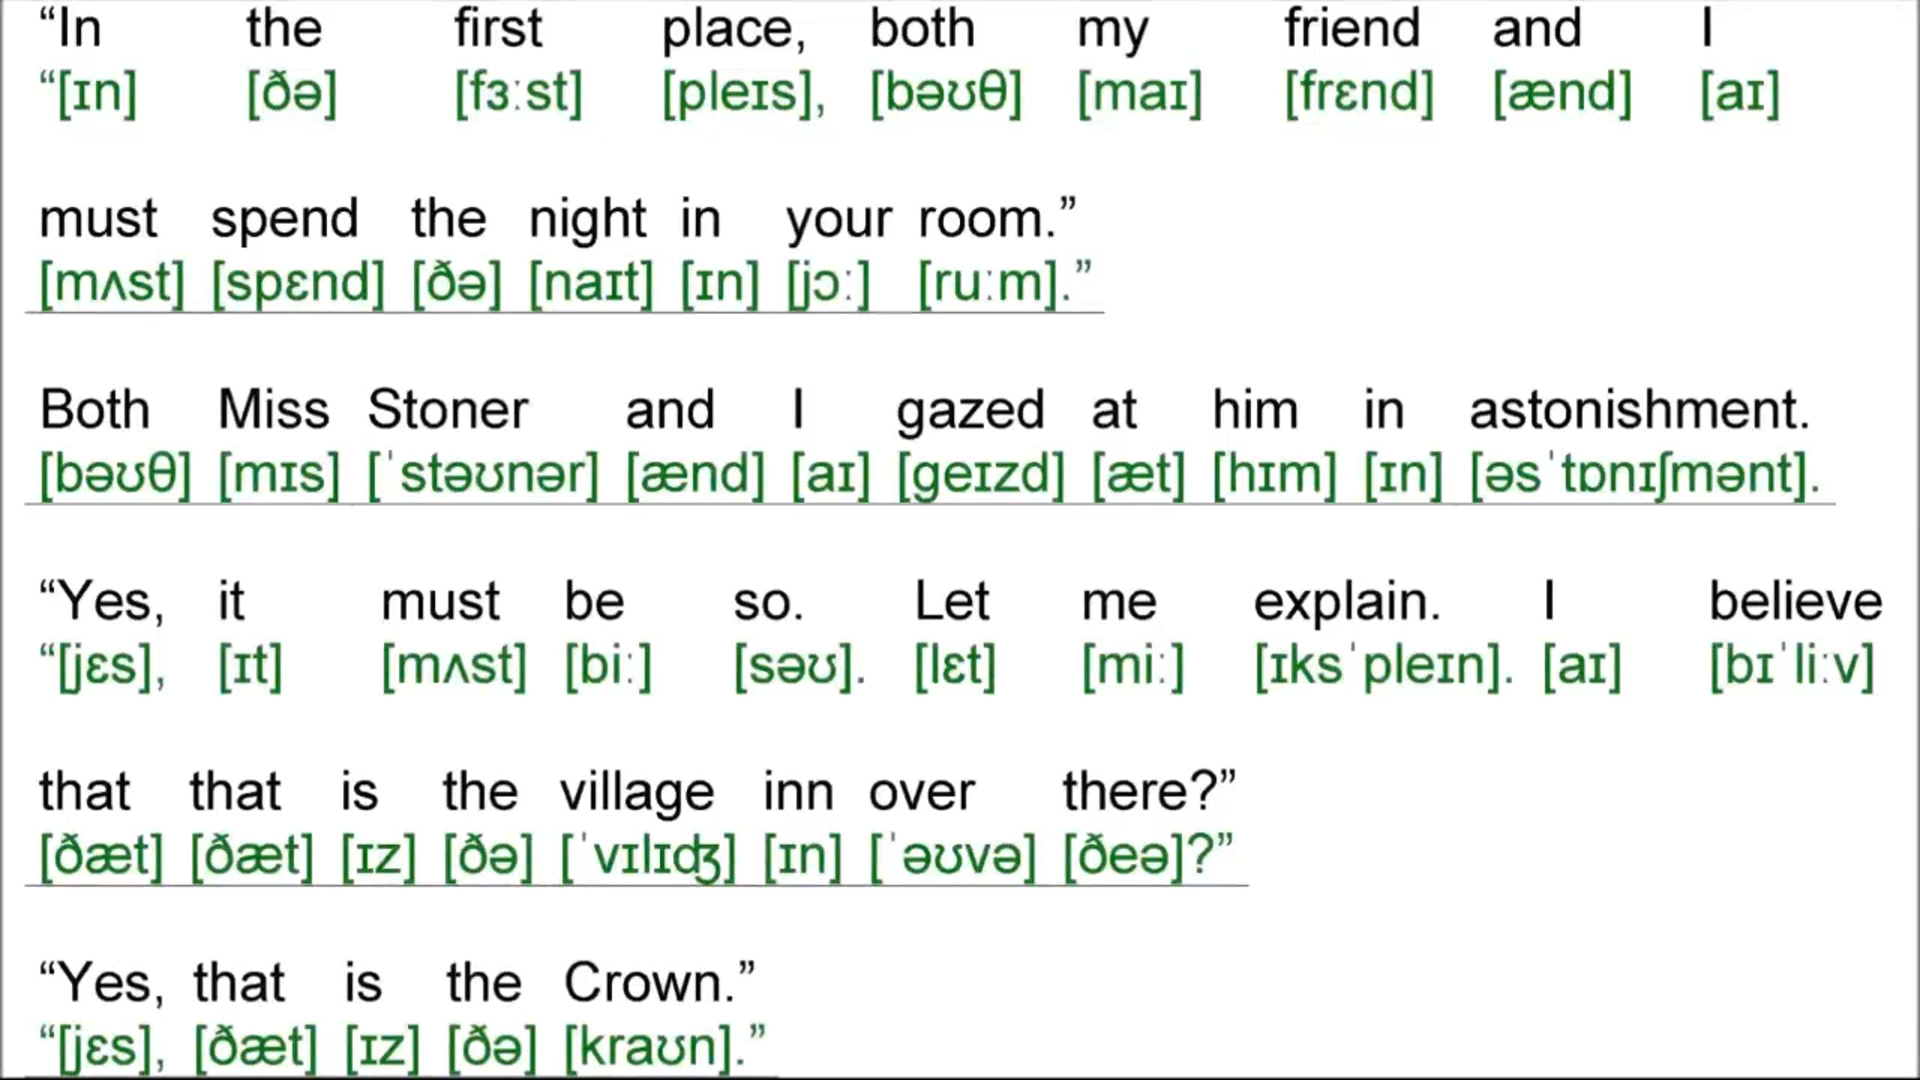 “In the first place, both my friend and I
“[ɪn] [ðə] [fɜːst] [pleɪs], [bəʊθ] [maɪ] [frɛnd] [ænd] [aɪ]
must spend the night in your room.”
[mʌst] [spɛnd] [ðə] [naɪt] [ɪn] [jɔː] [ruːm].”
Both Miss Stoner and I gazed at him in astonishment.
[bəʊθ] [mɪs] [ˈstəʊnər] [ænd] [aɪ] [geɪzd] [æt] [hɪm] [ɪn] [əsˈtɒnɪʃmənt].
“Yes, it must be so. Let me explain. I believe
“[jɛs], [ɪt] [mʌst] [biː] [səʊ]. [lɛt] [miː] [ɪksˈpleɪn]. [aɪ] [bɪˈliːv]
that that is the village inn over there?”
[ðæt] [ðæt] [ɪz] [ðə] [ˈvɪlɪʤ] [ɪn] [ˈəʊvə] [ðeə]?”
“Yes, that is the Crown.”
“[jɛs], [ðæt] [ɪz] [ðə] [kraʊn].”